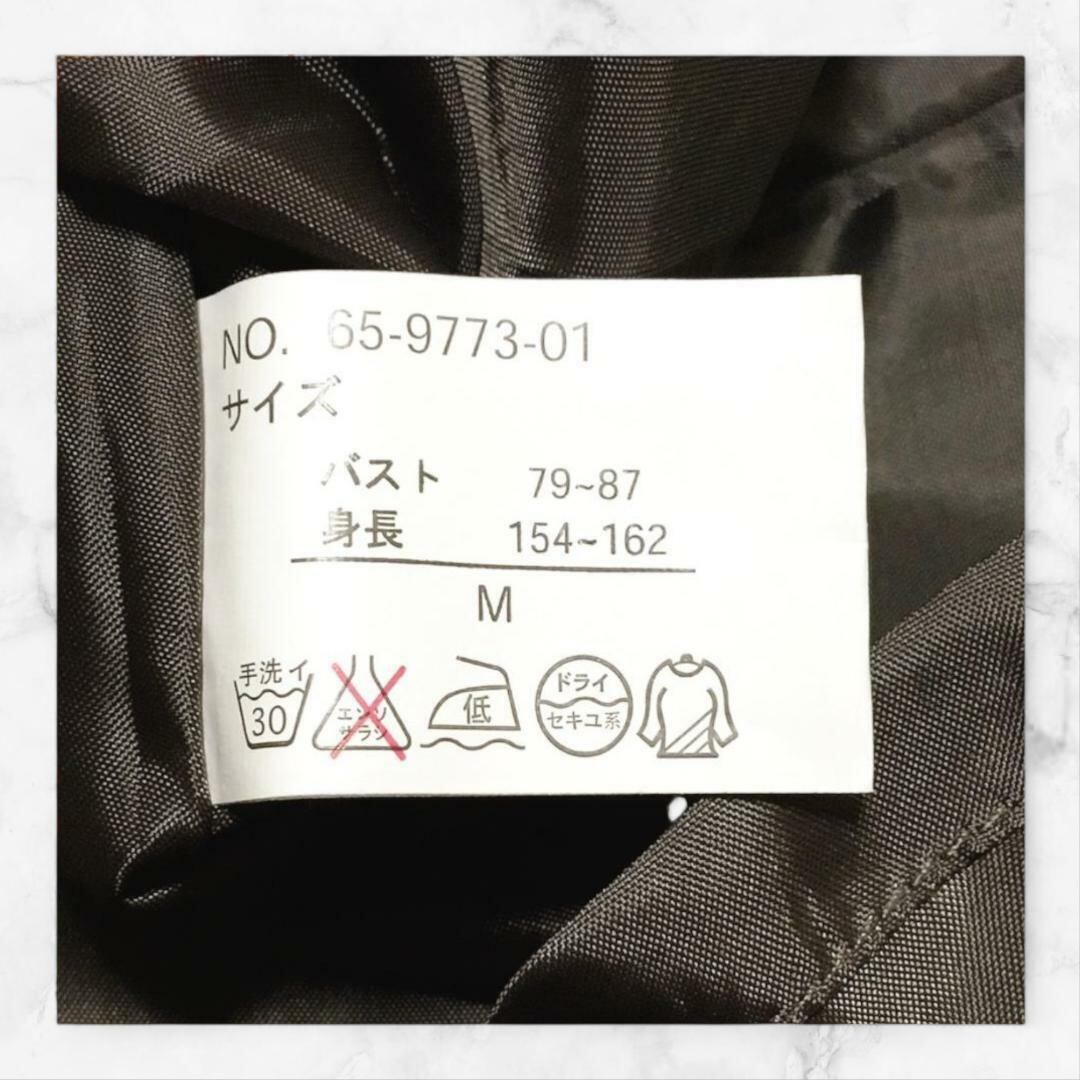 NO. 65-9773-01
サイズ
バスト 79~87
身長 154~162
M
手洗イ
30
エンソ
サラシ
低
ドライ
セキユ系